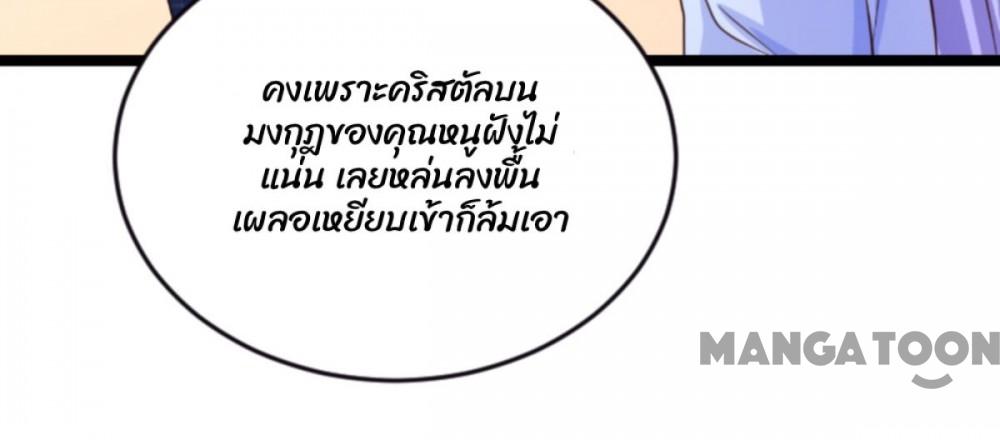 คงเพราะคริสตัลบน
มงกุฎของคุณหนูฝังไม่
แน่น เลยหล่นลงพื้น
เผลอเหยียบเข้าก็ล้มเอา
MANGATOON